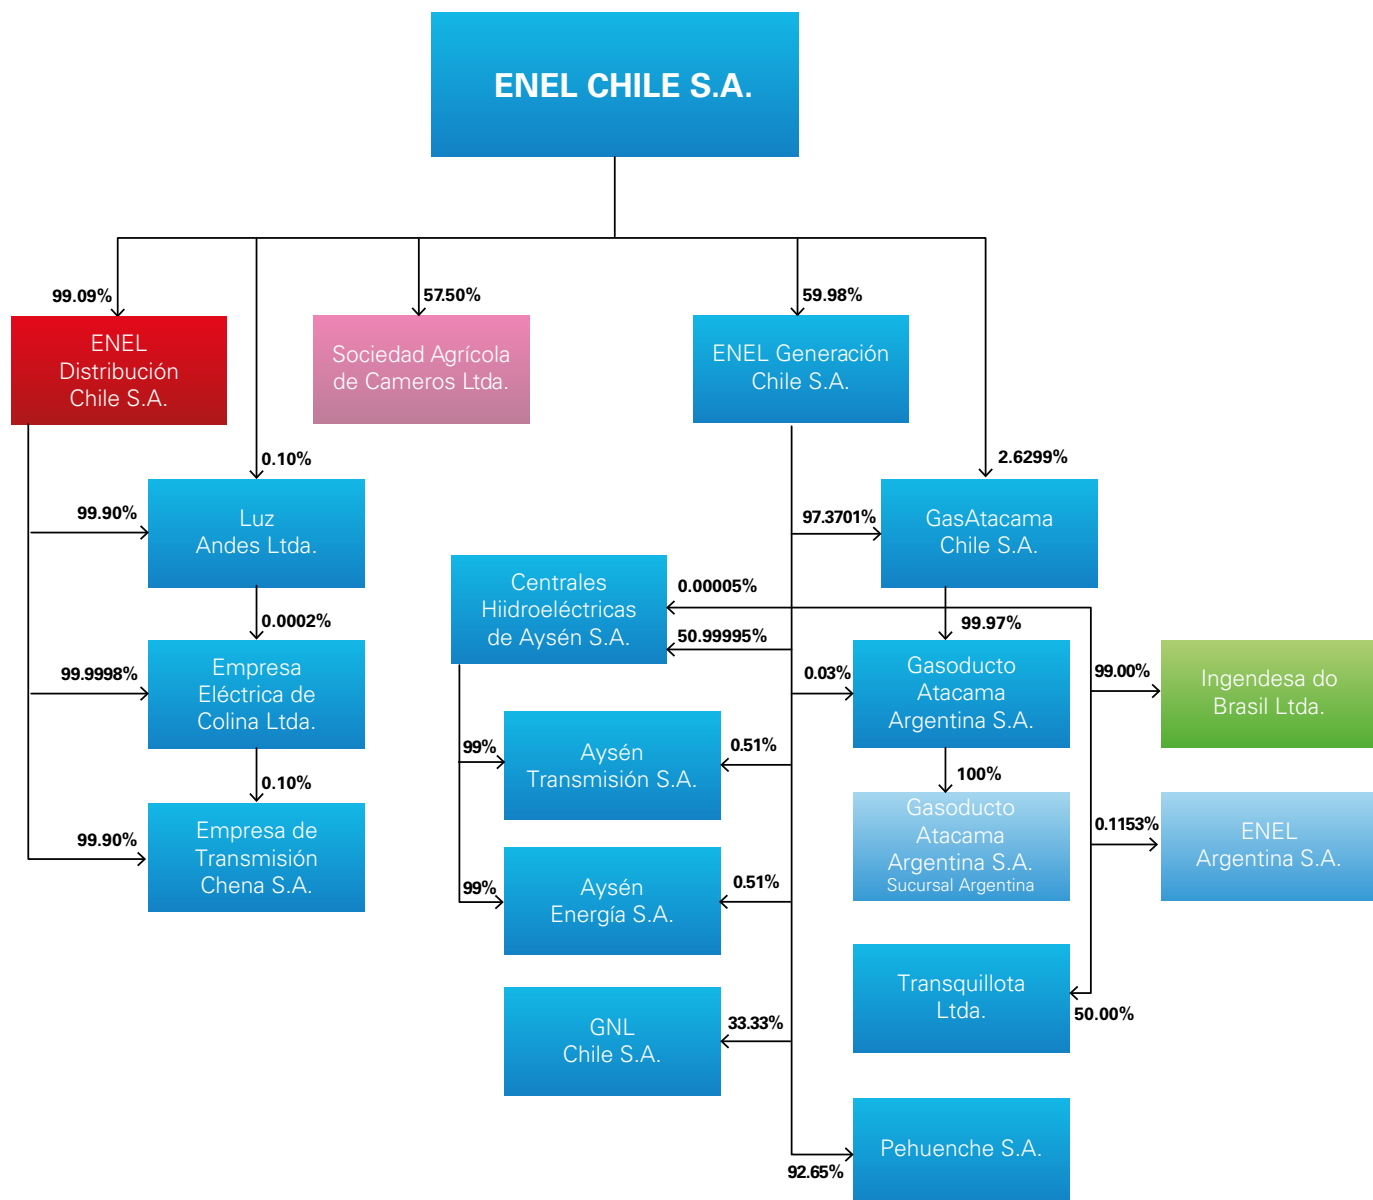 ENEL CHILE S.A.
99.09%
57.50%
59.98%
ENEL
Distribución
Chile S.A.
Sociedad Agrícola
de Cameros Ltda.
ENEL Generación
Chile S.A.
0.10%
2.6299%
99.90%
Luz
Andes Ltda.
97.3701%
GasAtacama
Chile S.A.
Centrales
Hiidroeléctricas
de Aysén S.A.
0.00005%
50.99995%
0.0002%
99.97%
99.9998%
Empresa
Eléctrica de
Colina Ltda.
0.03%
Gasoducto
Atacama
Argentina S.A.
99.00%
Ingendesa do
Brasil Ltda.
99%
Aysén
Transmisión S.A.
0.51%
0.10%
100%
99.90%
Empresa de
Transmisión
Chena S.A.
Gasoducto
Atacama
Argentina S.A.
Sucursal Argentina
0.1153%
ENEL
Argentina S.A.
99%
Aysén
Energía S.A.
0.51%
Transquillota
Ltda.
50.00%
GNL
Chile S.A.
33.33%
Pehuenche S.A.
92.65%